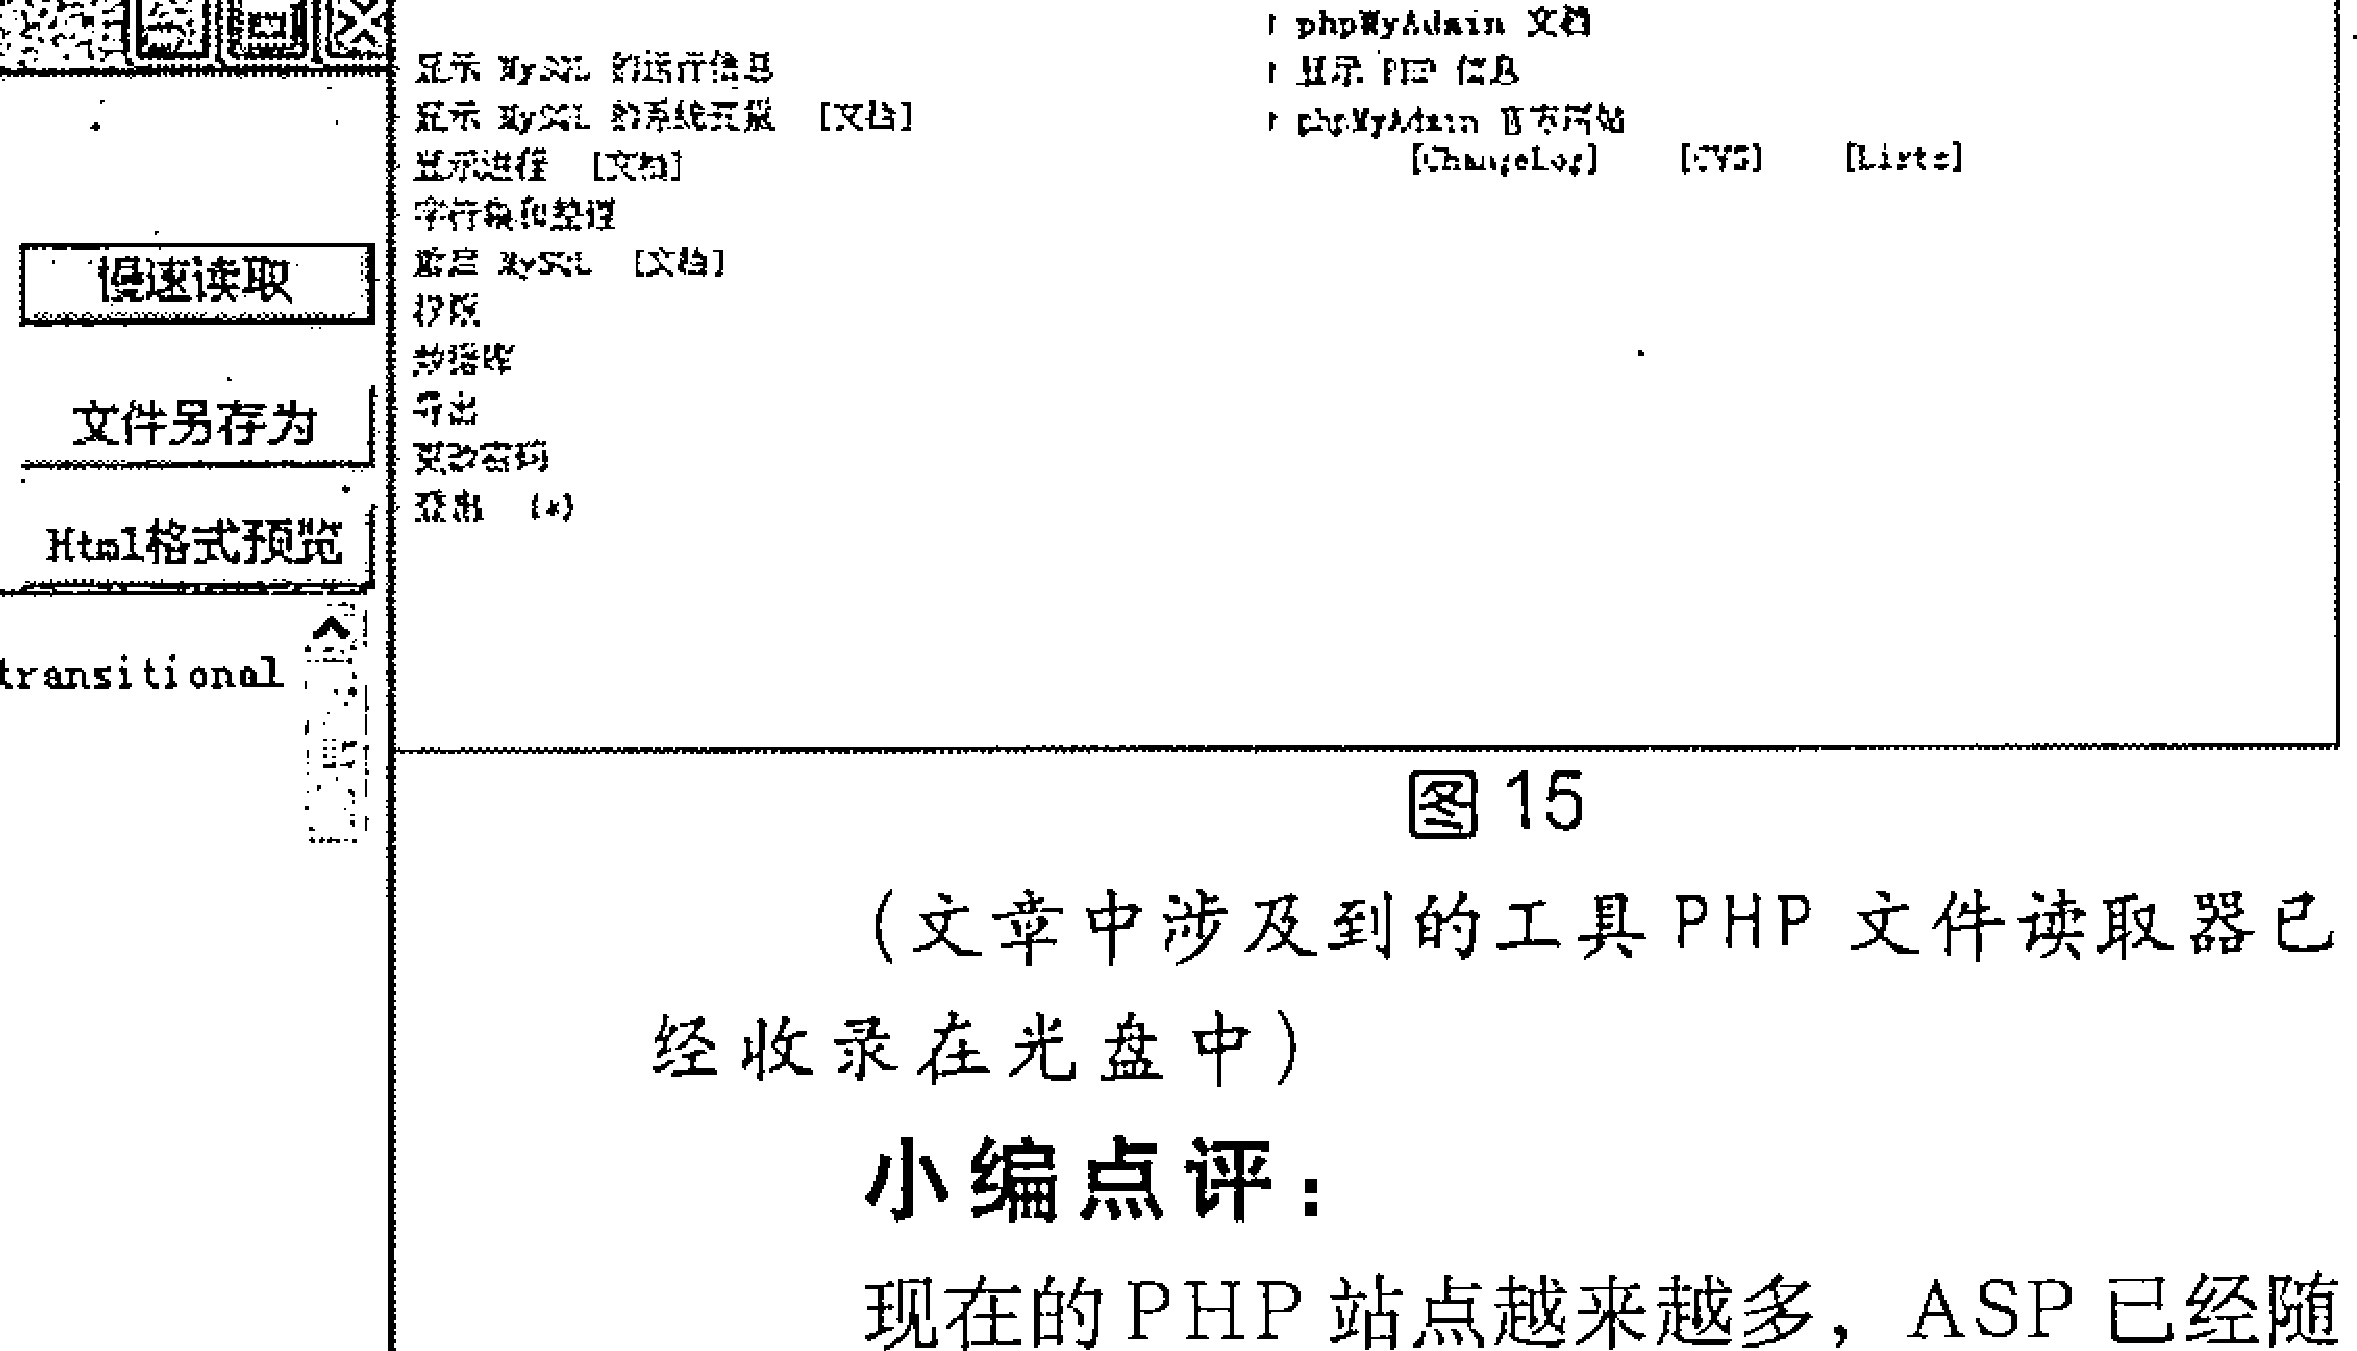 慢速读取
文件另存为
Html格式预览
transitional
显示 MySQL 的运行信息
显示 MySQL 的系统变量 [文档]
显示进程 [文档]
字符集和整理
重启 MySQL [文档]
权限
数据库
导出
更改密码
登出 (*)
phpMyAdmin 文档
显示 PHP 信息
phpMyAdmin 官方网站
[ChangeLog] [CVS] [Lists]
图 15
(文章中涉及到的工具 PHP 文件读取器已
经收录在光盘中)
小编点评：
现在的PHP站点越来越多，ASP已经随